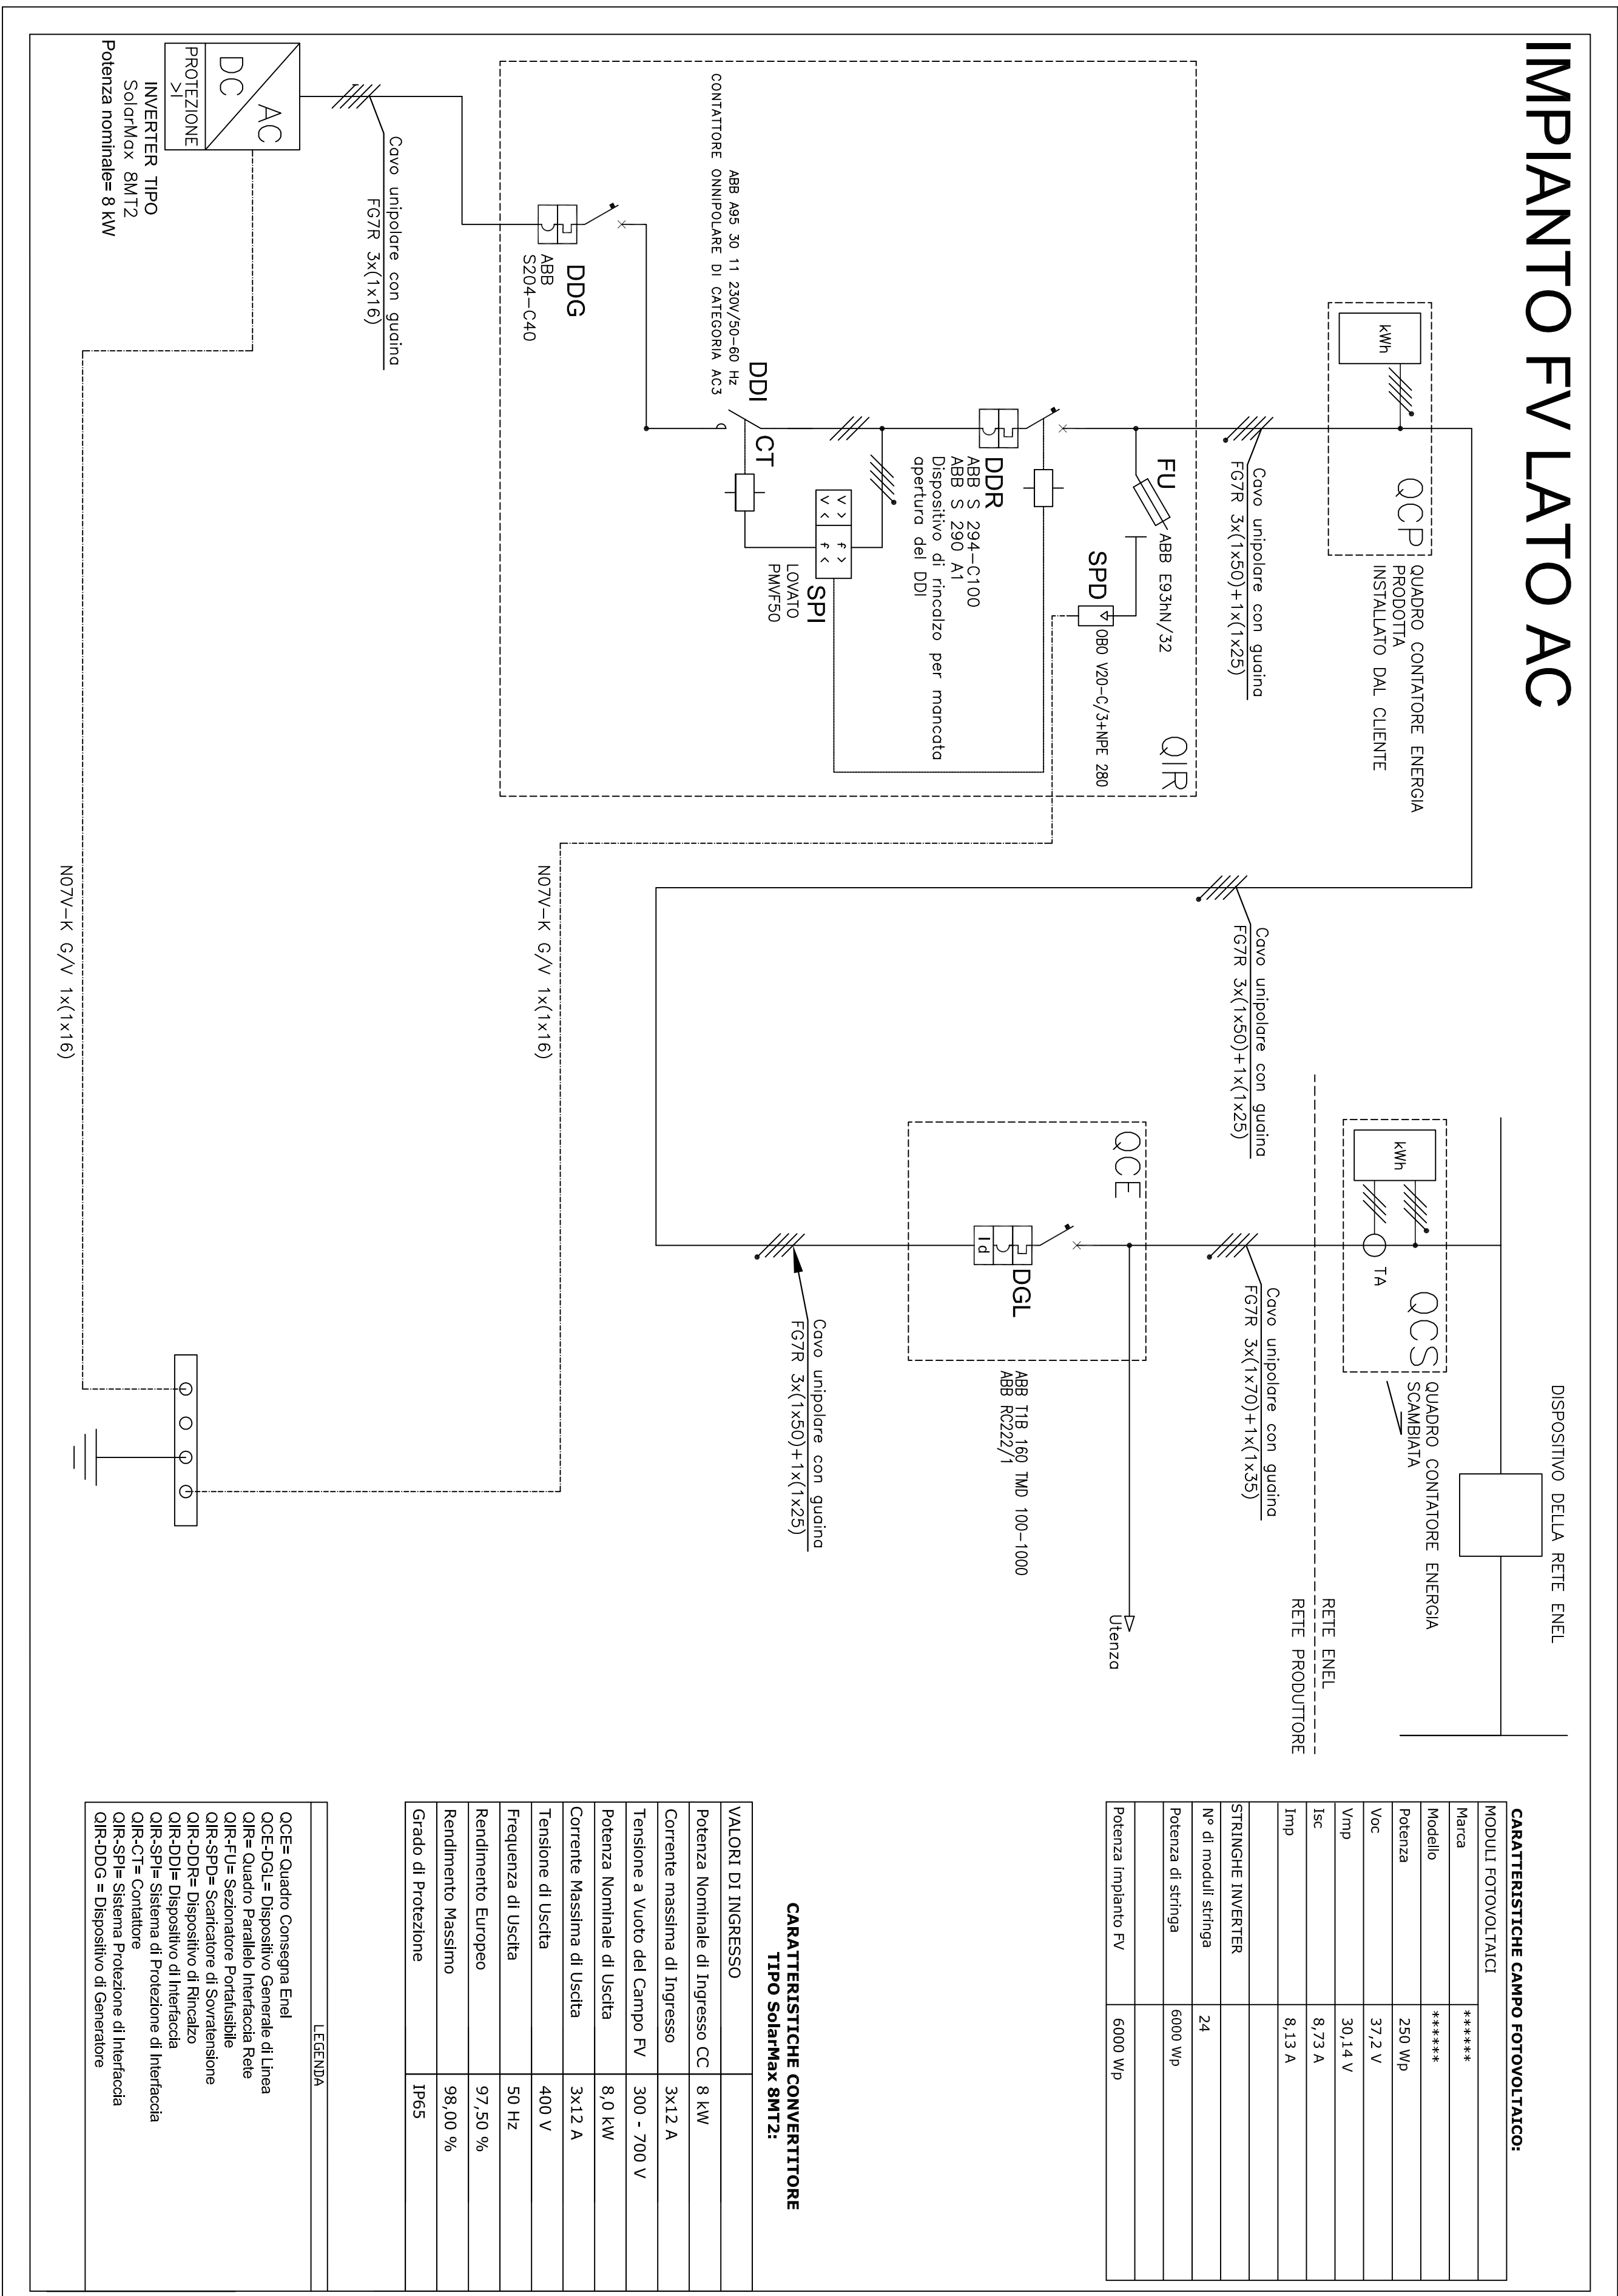 IMPIANTO FV LATO AC
QCP
QUADRO CONTATORE ENERGIA
PRODOTTA
INSTALLATO DAL CLIENTE
kWh
Cavo unipolare con guaina
FG7R 3x(1x50)+1x(1x25)
QIR
FU
ABB E93hN/32
SPD
OBO V20-C/3+NPE 280
DDR
ABB S 294-C100
ABB S 290 A1
Dispositivo di rincalzo per mancata
apertura del DDI
SPI
LOVATO
PMVF50
V> f>
V< f<
DDI
CT
ABB A95 30 11 230V/50-60 Hz
CONTATTORE ONNIPOLARE DI CATEGORIA AC3
DDG
ABB
S204-C40
Cavo unipolare con guaina
FG7R 3x(1x16)
DC
AC
PROTEZIONE
>I
INVERTER TIPO
SolarMax 8MT2
Potenza nominale= 8 kW
N07V-K G/V 1x(1x16)
N07V-K G/V 1x(1x16)
Cavo unipolare con guaina
FG7R 3x(1x50)+1x(1x25)
DISPOSITIVO DELLA RETE ENEL
QCS
QUADRO CONTATORE ENERGIA
SCAMBIATA
kWh
TA
RETE ENEL
RETE PRODUTTORE
Cavo unipolare con guaina
FG7R 3x(1x70)+1x(1x35)
QCE
Utenza
DGL
Id
ABB T1B 160 TMD 100-1000
ABB RC222/1
Cavo unipolare con guaina
FG7R 3x(1x50)+1x(1x25)
CARATTERISTICHE CAMPO FOTOVOLTAICO:
MODULI FOTOVOLTAICI
Marca ******
Modello ******
Potenza 250 Wp
Voc 37,2 V
Vmp 30,14 V
Isc 8,73 A
Imp 8,13 A
STRINGHE INVERTER
N° di moduli stringa 24
Potenza di stringa 6000 Wp
Potenza impianto FV 6000 Wp
CARATTERISTICHE CONVERTITORE
TIPO SolarMax 8MT2:
VALORI DI INGRESSO
Potenza Nominale di Ingresso CC 8 kW
Corrente massima di Ingresso 3x12 A
Tensione a Vuoto del Campo FV 300 - 700 V
Potenza Nominale di Uscita 8,0 kW
Corrente Massima di Uscita 3x12 A
Tensione di Uscita 400 V
Frequenza di Uscita 50 Hz
Rendimento Europeo 97,50 %
Rendimento Massimo 98,00 %
Grado di Protezione IP65
LEGENDA
QCE= Quadro Consegna Enel
QCE-DGL= Dispositivo Generale di Linea
QIR= Quadro Parallelo Interfaccia Rete
QIR-FU= Sezionatore Portafusibile
QIR-SPD= Scaricatore di Sovratensione
QIR-DDR= Dispositivo di Rincalzo
QIR-DDI= Dispositivo di Interfaccia
QIR-SPI= Sistema di Protezione di Interfaccia
QIR-CT= Contattore
QIR-SPI= Sistema Protezione di Interfaccia
QIR-DDG = Dispositivo di Generatore